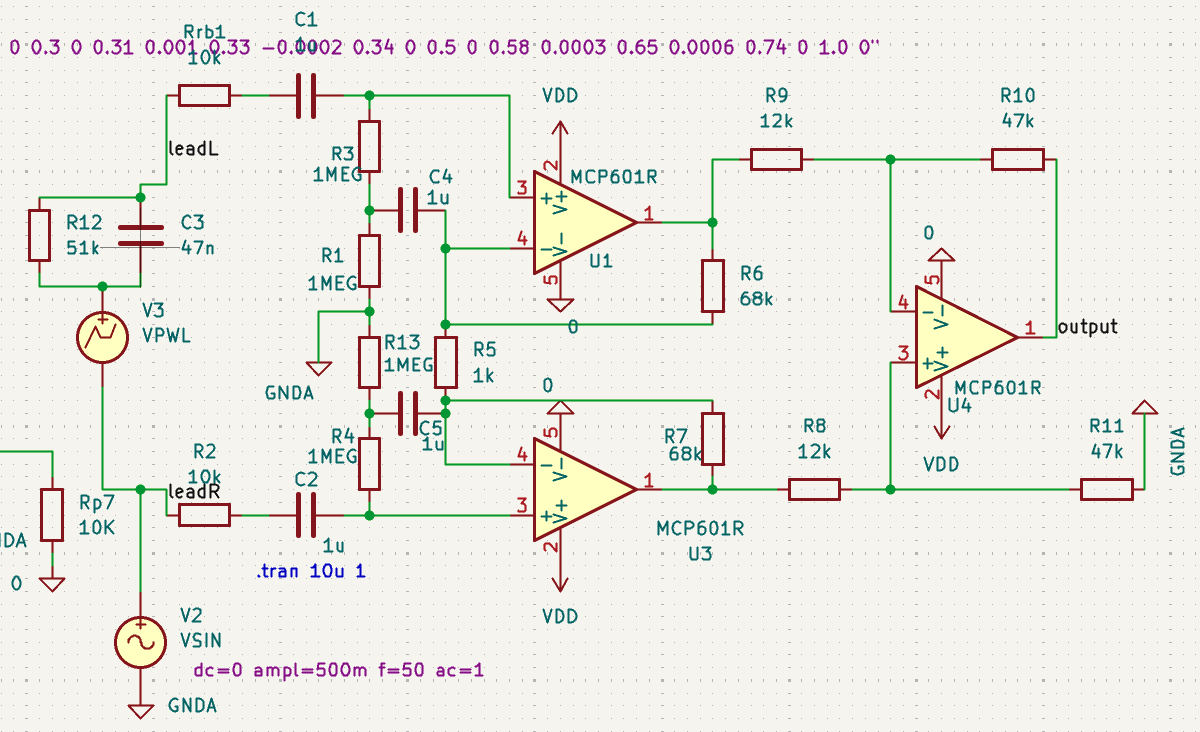 C1
1u
Rrb1
10k
0 0.3 0 0.31 0.001 0.33 -0.0002 0.34 0 0.5 0 0.58 0.0003 0.65 0.0006 0.74 0 1.0 0"
leadL
R3
1MEG
C4
1u
VDD
2
3
4
5
1
+
V+
−
V−
MCP601R
U1
0
R9
12k
R10
47k
R12
51k
C3
47n
R1
1MEG
V3
VPWL
+
R13
1MEG
R5
1k
R6
68k
GNDA
0
5
4
3
2
1
−
V−
+
V+
MCP601R
U4
output
VDD
0
C5
1u
R4
1MEG
R7
68k
R8
12k
R11
47k
GNDA
5
4
3
2
1
−
V−
+
V+
MCP601R
U3
VDD
R2
10k
leadR
C2
1u
Rp7
10K
NDA
0
.tran 10u 1
V2
VSIN
+
dc=0 ampl=500m f=50 ac=1
GNDA